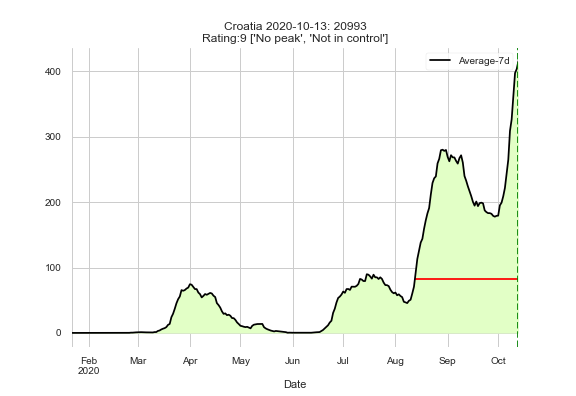 Croatia 2020-10-13: 20993
Rating:9 ['No peak', 'Not in control']
Average-7d
400
300
200
100
0
Feb Mar Apr May Jun Jul Aug Sep Oct
2020
Date